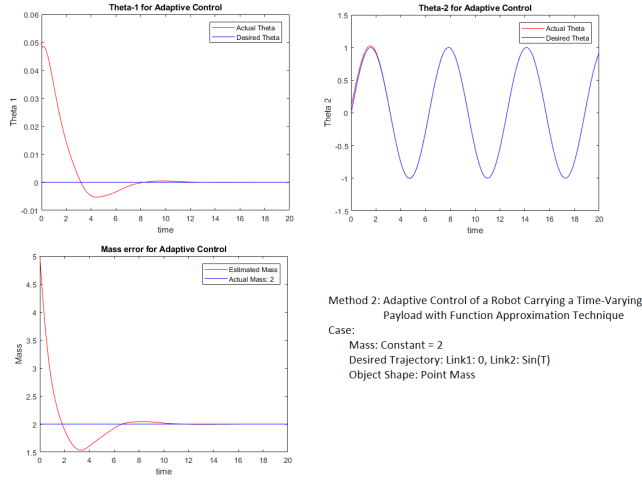 Theta-1 for Adaptive Control
0.06
0.05
0.04
0.03
0.02
0.01
0
-0.01
Theta 1
0 2 4 6 8 10 12 14 16 18 20
time
Actual Theta
Desired Theta
Theta-2 for Adaptive Control
1.5
1
0.5
0
-0.5
-1
-1.5
Theta 2
0 2 4 6 8 10 12 14 16 18 20
time
Actual Theta
Desired Theta
Mass error for Adaptive Control
5
4.5
4
3.5
3
2.5
2
1.5
1
Mass
0 2 4 6 8 10 12 14 16 18 20
time
Estimated Mass
Actual Mass: 2
Method 2: Adaptive Control of a Robot Carrying a Time-Varying
Payload with Function Approximation Technique
Case:
Mass: Constant = 2
Desired Trajectory: Link1: 0, Link2: Sin(T)
Object Shape: Point Mass